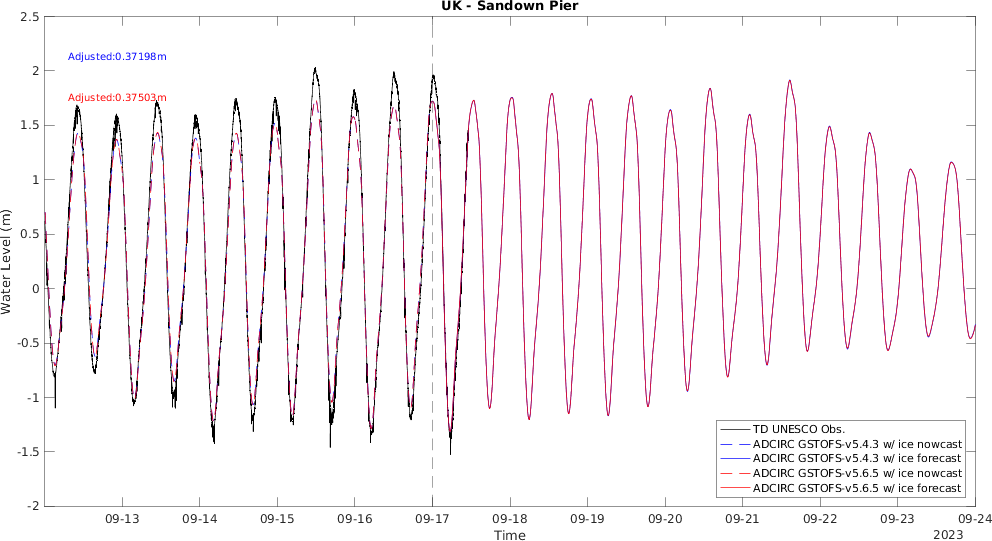 UK - Sandown Pier
2.5
2
1.5
1
0.5
0
-0.5
-1
-1.5
-2
Water Level (m)
Adjusted:0.37198m
Adjusted:0.37503m
TD UNESCO Obs.
ADCIRC GSTOFS-v5.4.3 w/ ice nowcast
ADCIRC GSTOFS-v5.4.3 w/ ice forecast
ADCIRC GSTOFS-v5.6.5 w/ ice nowcast
ADCIRC GSTOFS-v5.6.5 w/ ice forecast
09-13 09-14 09-15 09-16 09-17 09-18 09-19 09-20 09-21 09-22 09-23 09-24
Time
2023